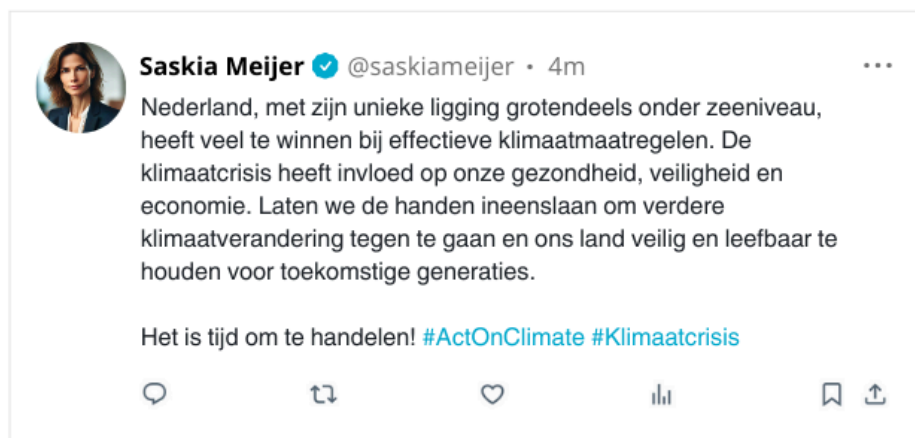 Saskia Meijer @saskiameijer • 4m
Nederland, met zijn unieke ligging grotendeels onder zeeniveau,
heeft veel te winnen bij effectieve klimaatmaatregelen. De
klimaatcrisis heeft invloed op onze gezondheid, veiligheid en
economie. Laten we de handen ineenslaan om verdere
klimaatverandering tegen te gaan en ons land veilig en leefbaar te
houden voor toekomstige generaties.
Het is tijd om te handelen! #ActOnClimate #Klimaatcrisis